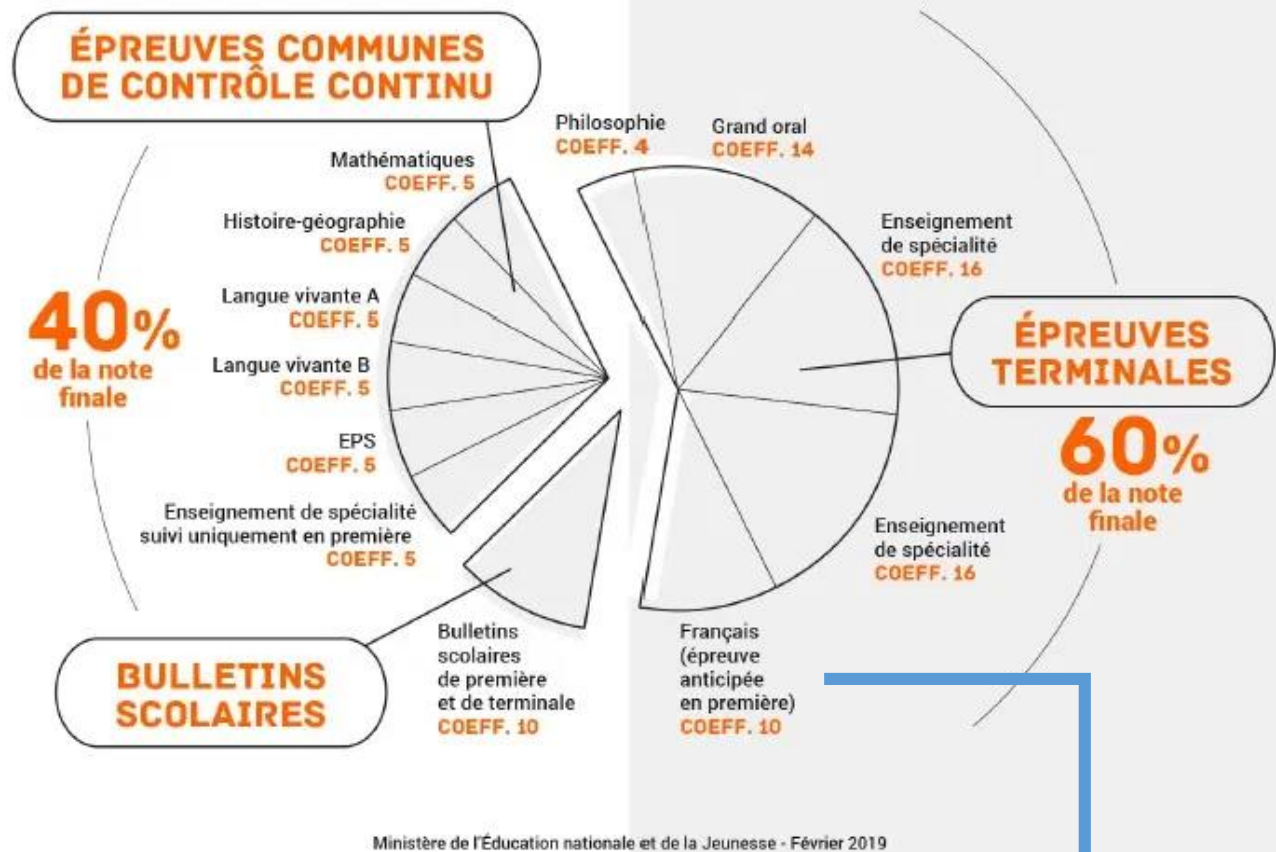 ÉPREUVES COMMUNES
DE CONTRÔLE CONTINU
Mathématiques
COEFF. 5
Histoire-géographie
COEFF. 5
Langue vivante A
COEFF. 5
Langue vivante B
COEFF. 5
EPS
COEFF. 5
Enseignement de spécialité
suivi uniquement en première
COEFF. 5
40%
de la note
finale
BULLETINS
SCOLAIRES
Bulletins
scolaires
de première
et de terminale
COEFF. 10
Philosophie
COEFF. 4
Grand oral
COEFF. 14
Enseignement
de spécialité
COEFF. 16
ÉPREUVES
TERMINALES
60%
de la note
finale
Enseignement
de spécialité
COEFF. 16
Français
(épreuve
anticipée
en première)
COEFF. 10
Ministère de l'Éducation nationale et de la Jeunesse - Février 2019